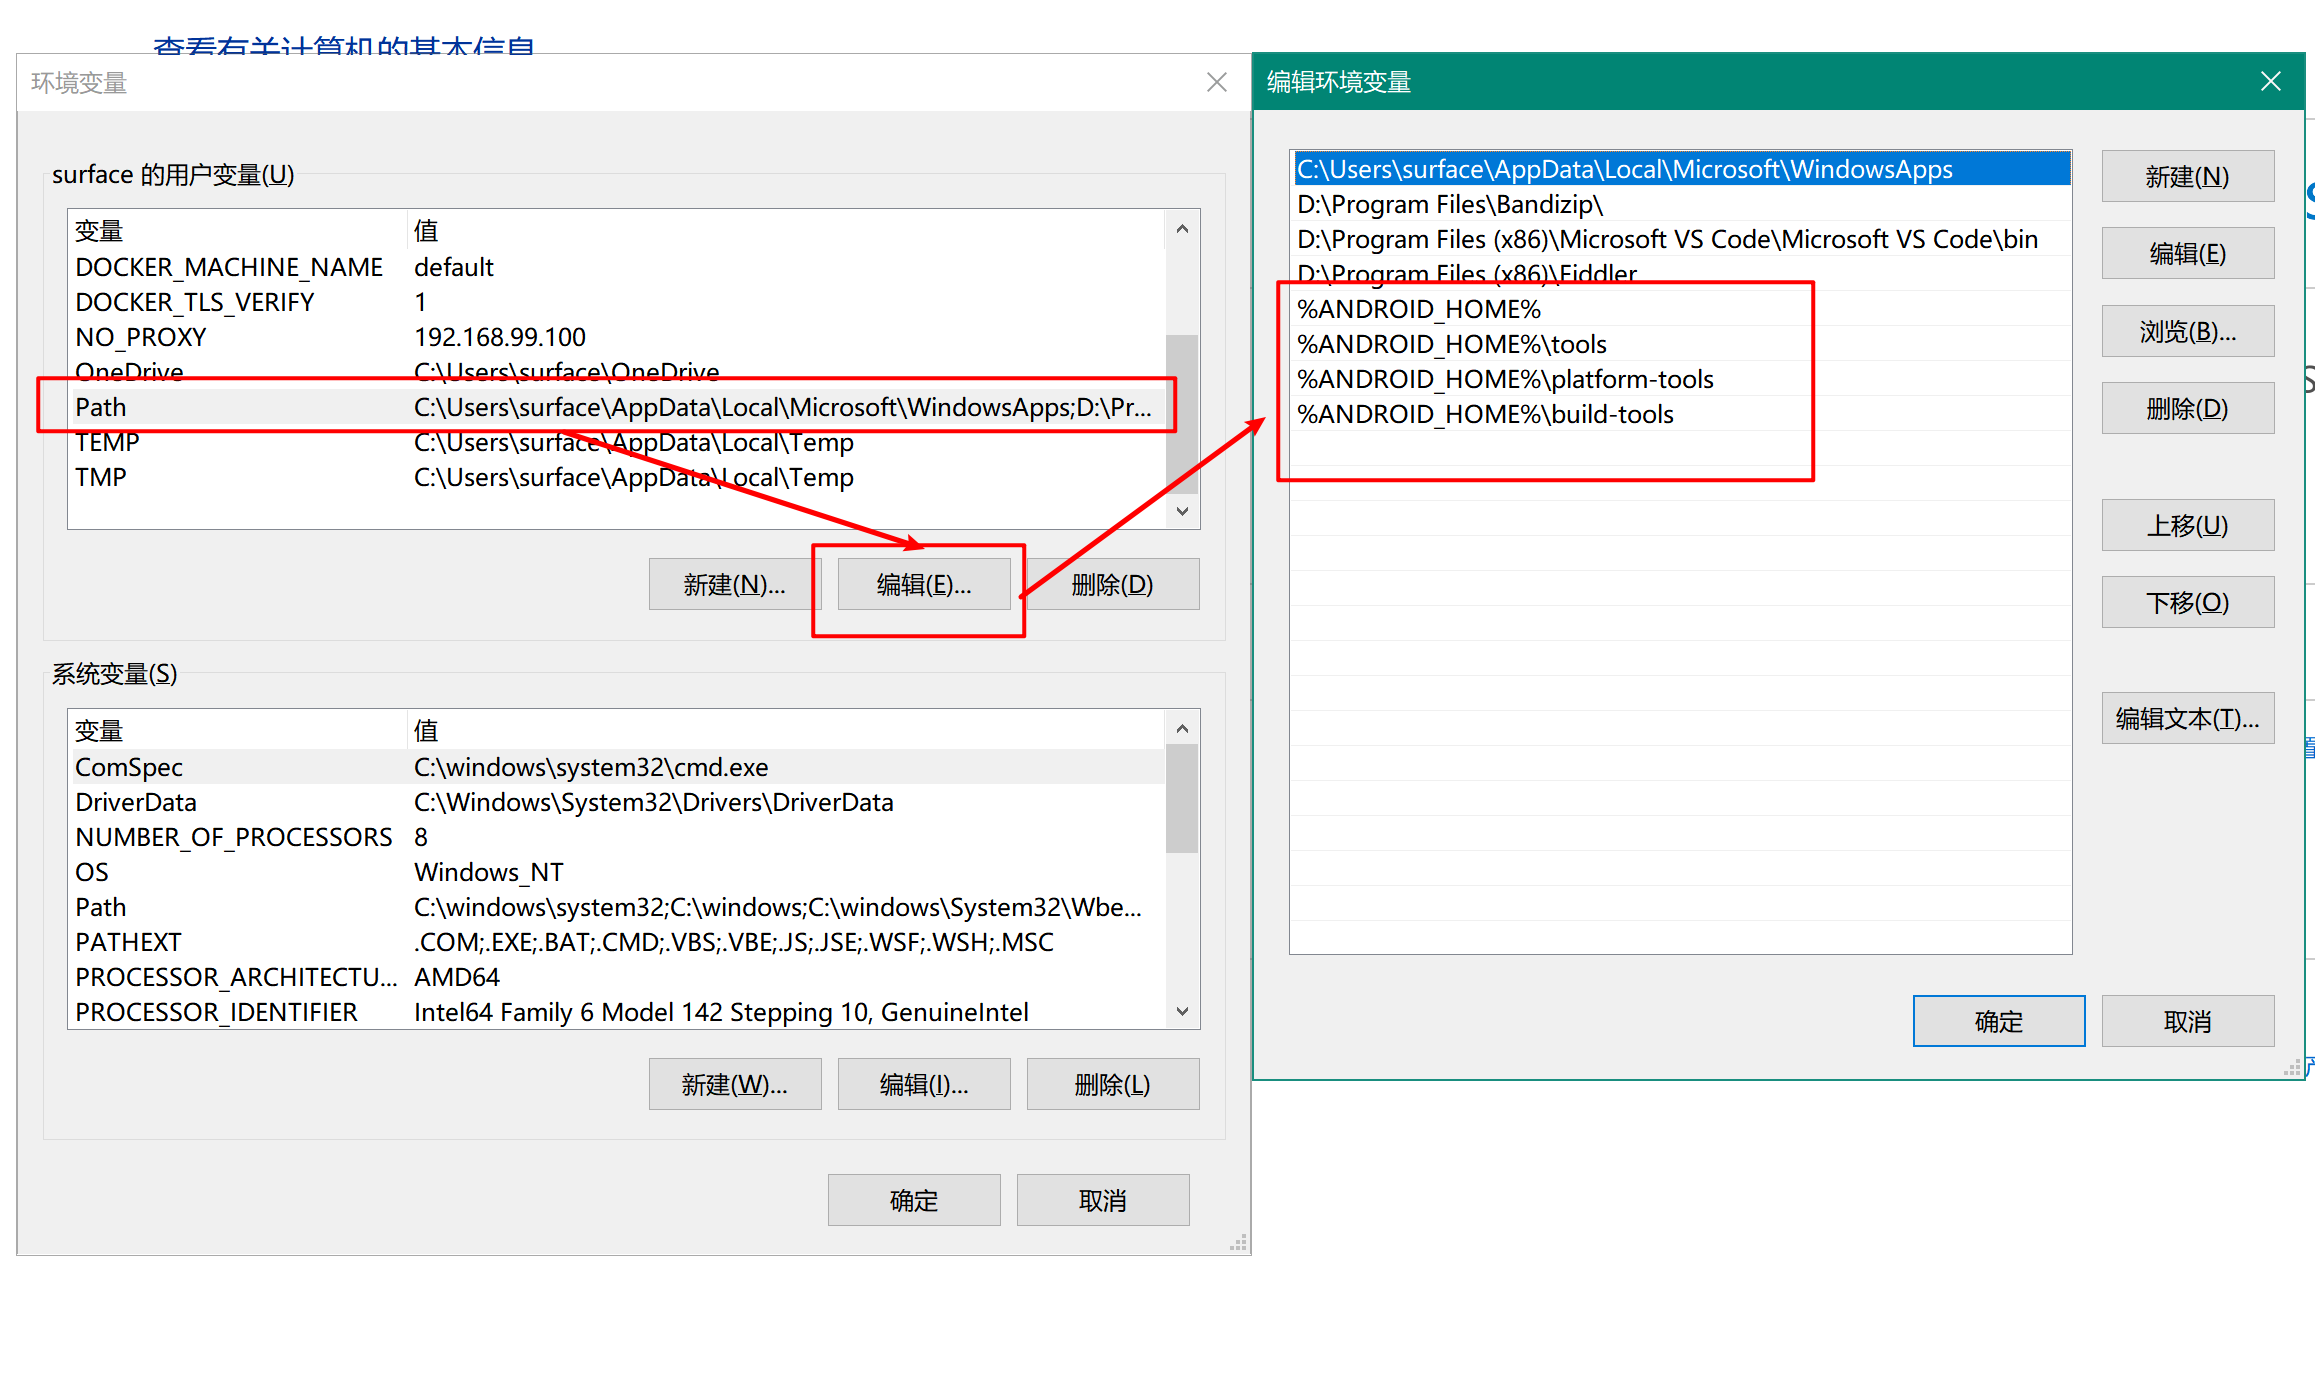 查看有关计算机的基本信息
环境变量
surface 的用户变量(U)
变量 值
DOCKER_MACHINE_NAME default
DOCKER_TLS_VERIFY 1
NO_PROXY 192.168.99.100
OneDrive C:\Users\surface\OneDrive
Path C:\Users\surface\AppData\Local\Microsoft\WindowsApps;D:\Pr...
TEMP C:\Users\surface\AppData\Local\Temp
TMP C:\Users\surface\AppData\Local\Temp
新建(N)... 编辑(E)... 删除(D)
系统变量(S)
变量 值
ComSpec C:\windows\system32\cmd.exe
DriverData C:\Windows\System32\Drivers\DriverData
NUMBER_OF_PROCESSORS 8
OS Windows_NT
Path C:\windows\system32;C:\windows;C:\windows\System32\Wbe...
PATHEXT .COM;.EXE;.BAT;.CMD;.VBS;.VBE;.JS;.JSE;.WSF;.WSH;.MSC
PROCESSOR_ARCHITECTU... AMD64
PROCESSOR_IDENTIFIER Intel64 Family 6 Model 142 Stepping 10, GenuineIntel
新建(W)... 编辑(I)... 删除(L)
确定 取消
编辑环境变量
C:\Users\surface\AppData\Local\Microsoft\WindowsApps
D:\Program Files\Bandizip\
D:\Program Files (x86)\Microsoft VS Code\Microsoft VS Code\bin
D:\Program Files (x86)\Fiddler
%ANDROID_HOME%
%ANDROID_HOME%\tools
%ANDROID_HOME%\platform-tools
%ANDROID_HOME%\build-tools
新建(N)
编辑(E)
浏览(B)...
删除(D)
上移(U)
下移(O)
编辑文本(T)...
确定 取消